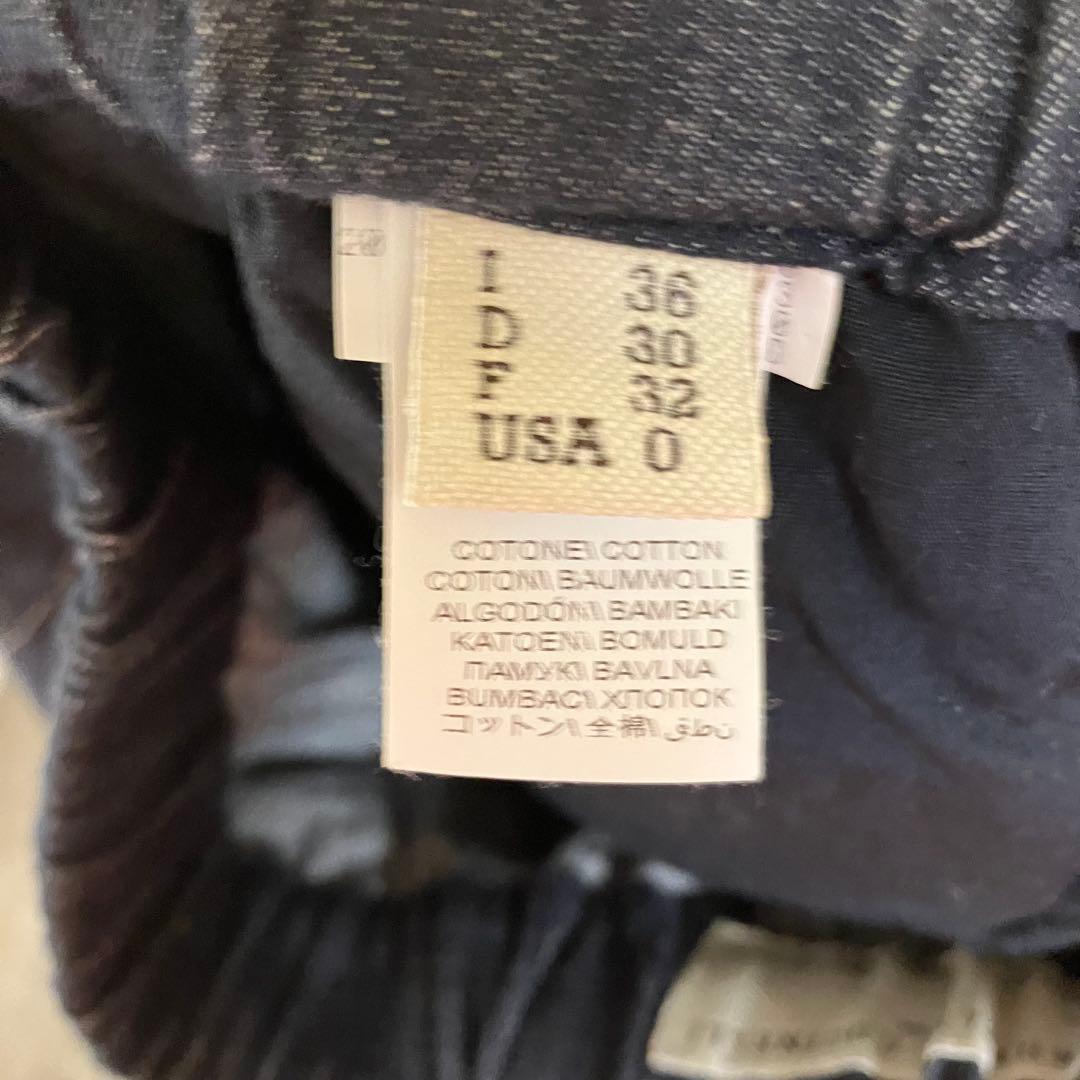 I 36
D 30
F 32
USA 0
COTONE\ COTTON
COTON\ BAUMWOLLE
ALGODÓN\ BAMBAKI
KATOEN\ BOMULD
ПАМУК\ BAVLNA
BUMBAC\ ХЛОПОК
コットン\ 全棉\ قطن